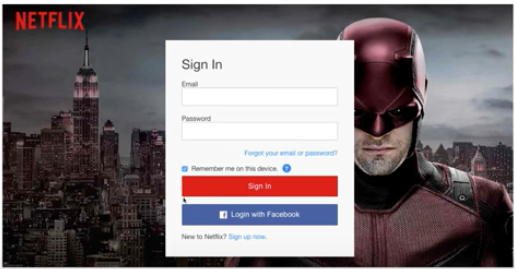 NETFLIX
Sign In
Email
Password
Forgot your email or password?
Remember me on this device. ?
Sign In
f Login with Facebook
New to Netflix? Sign up now.